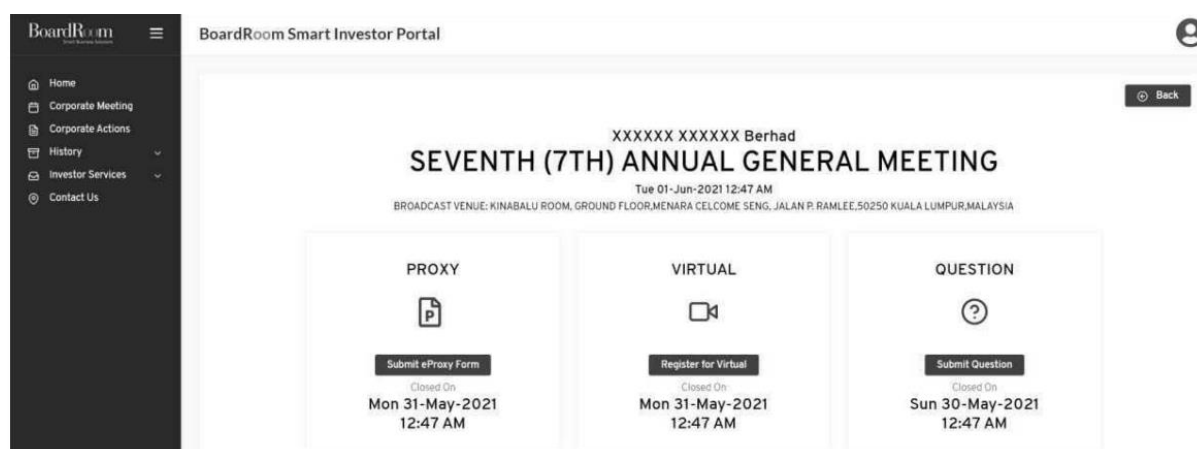 BoardRoom
Smart Business Solutions
BoardRoom Smart Investor Portal
Home
Corporate Meeting
Corporate Actions
History
Investor Services
Contact Us
Back
XXXXXX XXXXXX Berhad
SEVENTH (7TH) ANNUAL GENERAL MEETING
Tue 01-Jun-2021 12:47 AM
BROADCAST VENUE: KINABALU ROOM, GROUND FLOOR,MENARA CELCOME SENG, JALAN P. RAMLEE,50250 KUALA LUMPUR,MALAYSIA
PROXY
P
Submit eProxy Form
Closed On
Mon 31-May-2021
12:47 AM
VIRTUAL
Register for Virtual
Closed On
Mon 31-May-2021
12:47 AM
QUESTION
?
Submit Question
Closed On
Sun 30-May-2021
12:47 AM